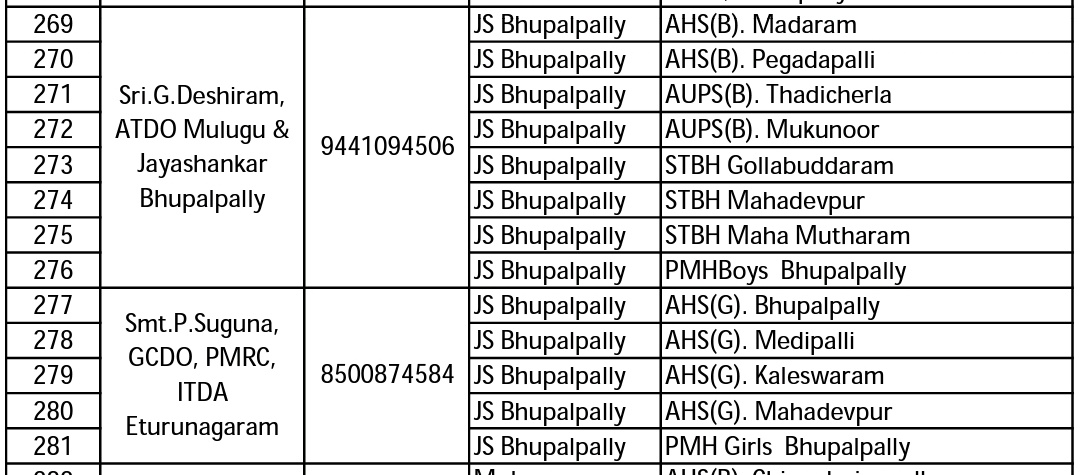 269 JS Bhupalpally AHS(B). Madaram
270 JS Bhupalpally AHS(B). Pegadapalli
271 JS Bhupalpally AUPS(B). Thadicherla
272 JS Bhupalpally AUPS(B). Mukunoor
273 JS Bhupalpally STBH Gollabuddaram
274 JS Bhupalpally STBH Mahadevpur
275 JS Bhupalpally STBH Maha Mutharam
276 JS Bhupalpally PMHBoys Bhupalpally
Sri.G.Deshiram,
ATDO Mulugu &
Jayashankar
Bhupalpally
9441094506
277 JS Bhupalpally AHS(G). Bhupalpally
278 JS Bhupalpally AHS(G). Medipalli
279 JS Bhupalpally AHS(G). Kaleswaram
280 JS Bhupalpally AHS(G). Mahadevpur
281 JS Bhupalpally PMH Girls Bhupalpally
Smt.P.Suguna,
GCDO, PMRC,
ITDA
Eturunagaram
8500874584